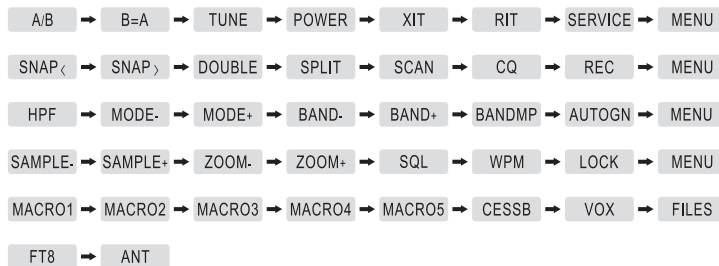 A/B → B=A → TUNE → POWER → XIT → RIT → SERVICE → MENU
SNAP〈 → SNAP〉 → DOUBLE → SPLIT → SCAN → CQ → REC → MENU
HPF → MODE- → MODE+ → BAND- → BAND+ → BANDMP → AUTOGN → MENU
SAMPLE- → SAMPLE+ → ZOOM- → ZOOM+ → SQL → WPM → LOCK → MENU
MACRO1 → MACRO2 → MACRO3 → MACRO4 → MACRO5 → CESSB → VOX → FILES
FT8 → ANT